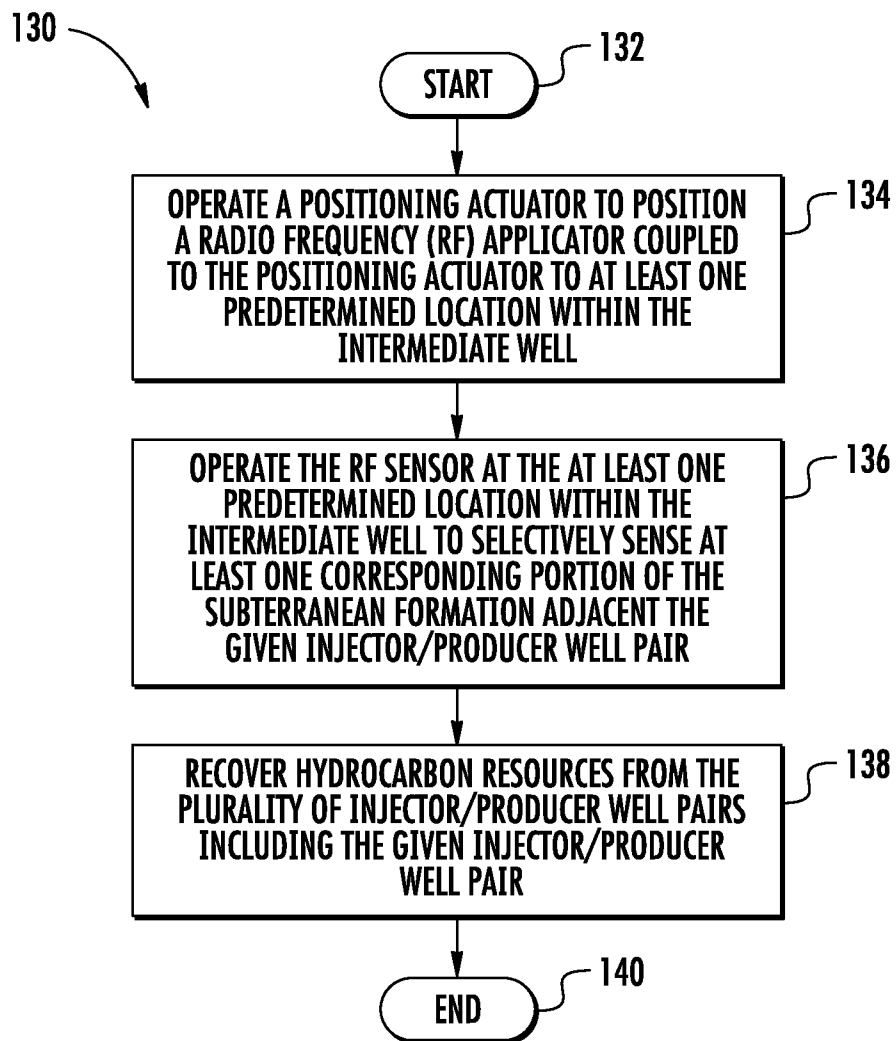 130
132
START
134
OPERATE A POSITIONING ACTUATOR TO POSITION
A RADIO FREQUENCY (RF) APPLICATOR COUPLED
TO THE POSITIONING ACTUATOR TO AT LEAST ONE
PREDETERMINED LOCATION WITHIN THE
INTERMEDIATE WELL
136
OPERATE THE RF SENSOR AT THE AT LEAST ONE
PREDETERMINED LOCATION WITHIN THE
INTERMEDIATE WELL TO SELECTIVELY SENSE AT
LEAST ONE CORRESPONDING PORTION OF THE
SUBTERRANEAN FORMATION ADJACENT THE
GIVEN INJECTOR/PRODUCER WELL PAIR
138
RECOVER HYDROCARBON RESOURCES FROM THE
PLURALITY OF INJECTOR/PRODUCER WELL PAIRS
INCLUDING THE GIVEN INJECTOR/PRODUCER
WELL PAIR
140
END